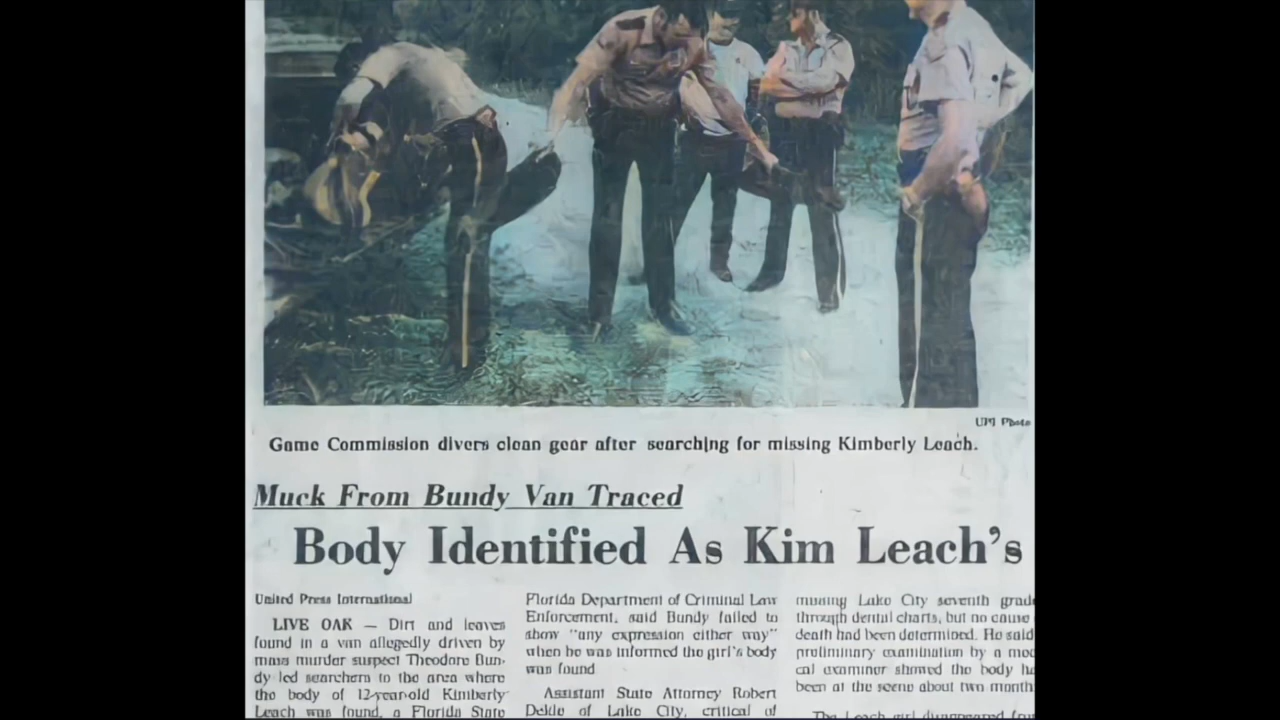 UPI Photo
Game Commission divers clean gear after searching for missing Kimberly Leach.
Muck From Bundy Van Traced
Body Identified As Kim Leach's
United Press International
LIVE OAK — Dirt and leaves
found in a van allegedly driven by
mass murder suspect Theodore Bun-
dy led searchers to the area where
the body of 12-year-old Kimberly
Leach was found, a Florida State
Florida Department of Criminal Law
Enforcement, said Bundy failed to
show "any expression either way"
when he was informed the girl's body
was found
Assistant State Attorney Robert
Dekle of Lake City, critical of
missing Lake City seventh grad
through dental charts, but no cause
death had been determined. He said
preliminary examination by a med
cal examiner showed the body ha
been at the scene about two month
The Leach girl disappeared from